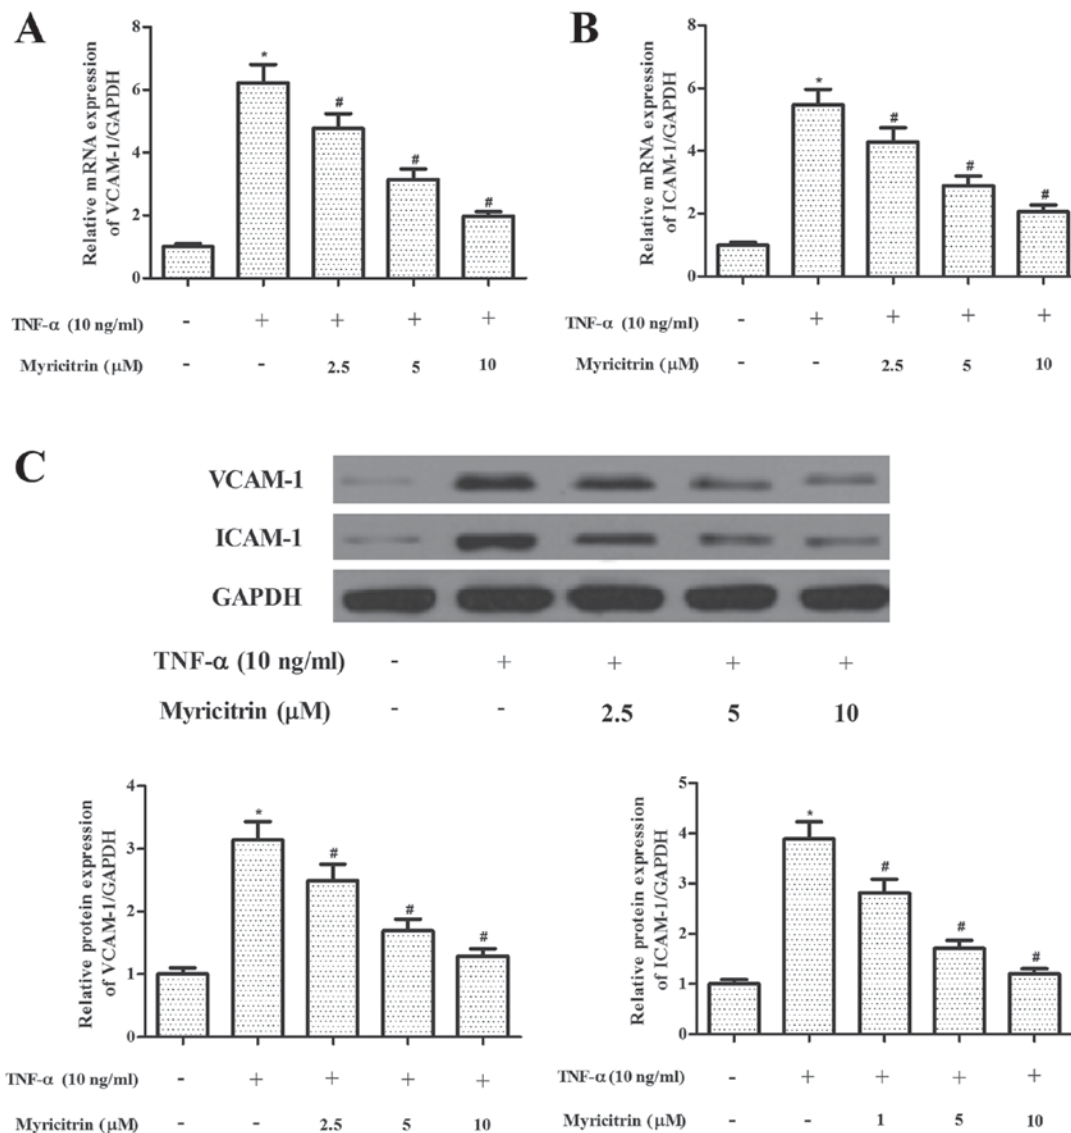 A
Relative mRNA expression
of VCAM-1/GAPDH
8
6
4
2
0
*
#
#
#
TNF-α (10 ng/ml) - + + + +
Myricitrin (μM) - - 2.5 5 10
B
Relative mRNA expression
of ICAM-1/GAPDH
8
6
4
2
0
*
#
#
#
TNF-α (10 ng/ml) - + + + +
Myricitrin (μM) - - 2.5 5 10
C
VCAM-1
ICAM-1
GAPDH
TNF-α (10 ng/ml) - + + + +
Myricitrin (μM) - - 2.5 5 10
Relative protein expression
of VCAM-1/GAPDH
4
3
2
1
0
*
#
#
#
TNF-α (10 ng/ml) - + + + +
Myricitrin (μM) - - 2.5 5 10
Relative protein expression
of ICAM-1/GAPDH
5
4
3
2
1
0
*
#
#
#
TNF-α (10 ng/ml) - + + + +
Myricitrin (μM) - - 1 5 10